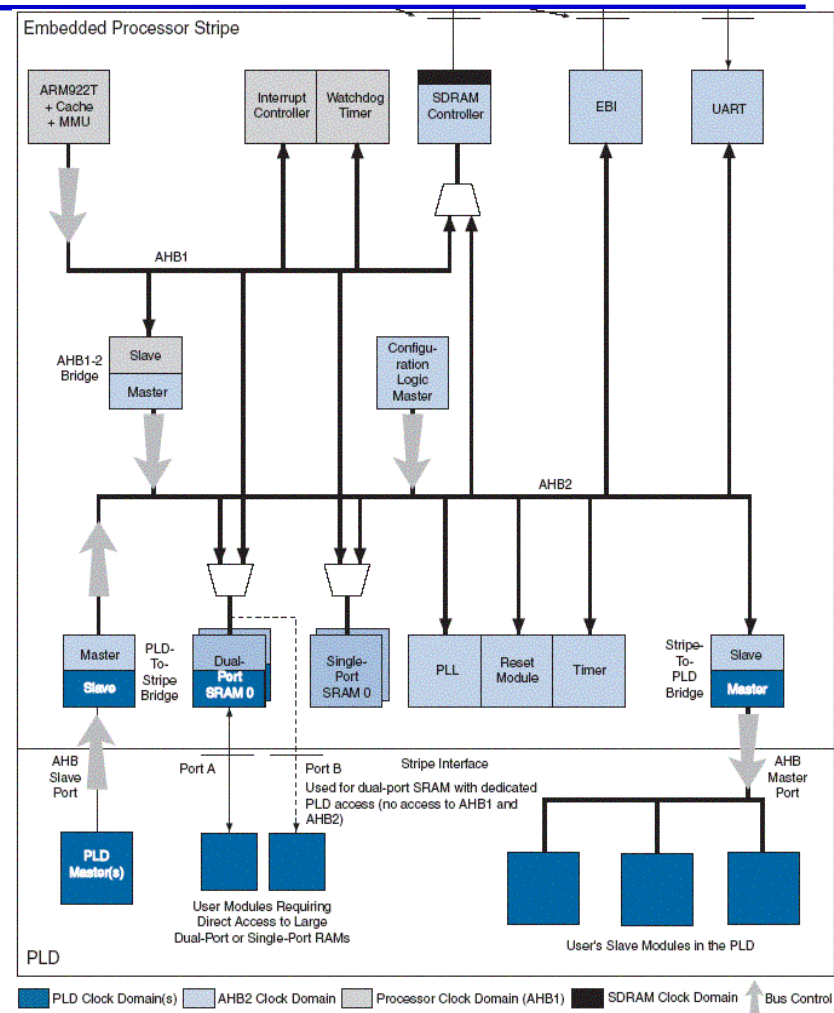 Embedded Processor Stripe
ARM922T
+ Cache
+ MMU
Interrupt
Controller
Watchdog
Timer
SDRAM
Controller
EBI
UART
AHB1
AHB1-2
Bridge
Slave
Master
Configu-
ration
Logic
Master
AHB2
Master
Slave
PLD-
To-
Stripe
Bridge
Dual-
Port
SRAM 0
Single-
Port
SRAM 0
PLL
Reset
Module
Timer
Stripe-
To-
PLD
Bridge
Slave
Master
AHB
Slave
Port
Port A
Port B
Stripe Interface
Used for dual-port SRAM with dedicated
PLD access (no access to AHB1 and
AHB2)
AHB
Master
Port
PLD
Master(s)
User Modules Requiring
Direct Access to Large
Dual-Port or Single-Port RAMs
User's Slave Modules in the PLD
PLD
PLD Clock Domain(s)
AHB2 Clock Domain
Processor Clock Domain (AHB1)
SDRAM Clock Domain
Bus Control